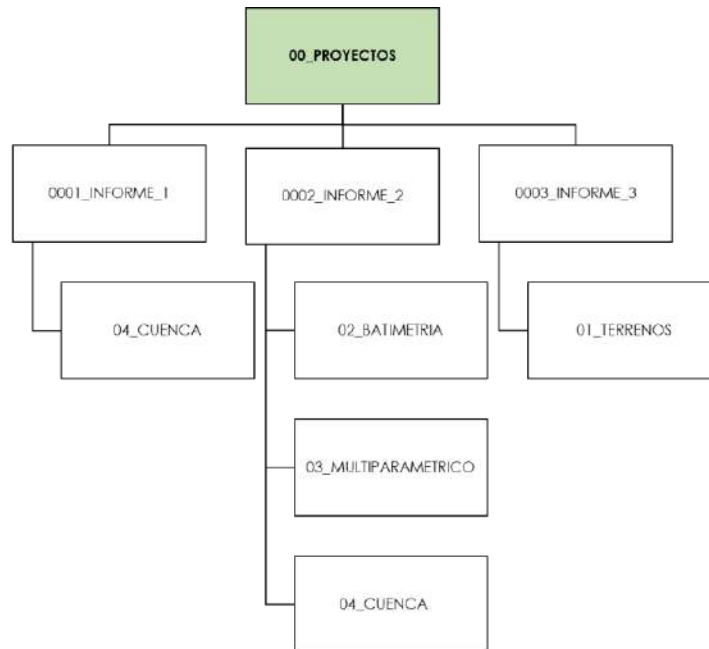 00_PROYECTOS
0001_INFORME_1
0002_INFORME_2
0003_INFORME_3
04_CUENCA
02_BATIMETRIA
01_TERRENOS
03_MULTIPARAMETRICO
04_CUENCA